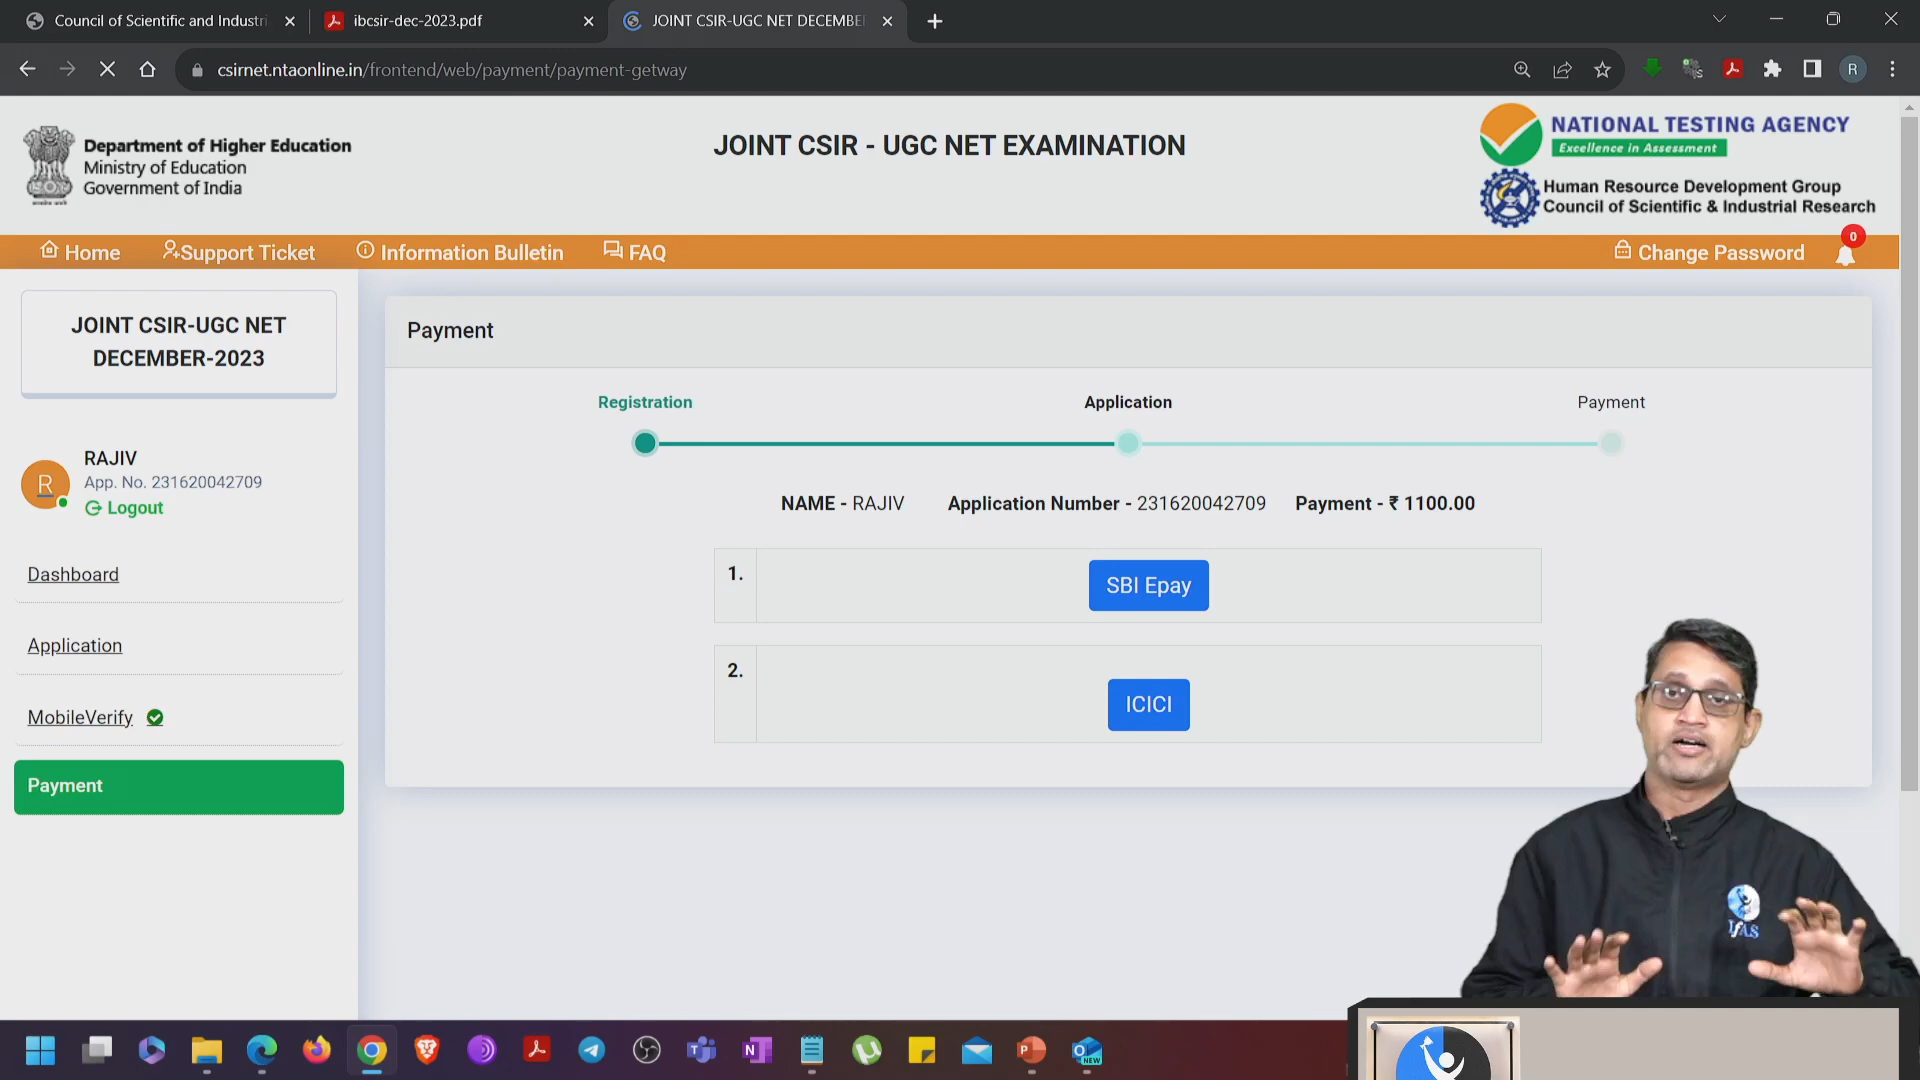 Council of Scientific and Industri
ibcsir-dec-2023.pdf
JOINT CSIR-UGC NET DECEMBE
csirnet.ntaonline.in/frontend/web/payment/payment-getway
R
Department of Higher Education
Ministry of Education
Government of India
JOINT CSIR - UGC NET EXAMINATION
NATIONAL TESTING AGENCY
Excellence in Assessment
Human Resource Development Group
Council of Scientific & Industrial Research
Home
Support Ticket
Information Bulletin
FAQ
Change Password
0
JOINT CSIR-UGC NET
DECEMBER-2023
R
RAJIV
App. No. 231620042709
Logout
Dashboard
Application
MobileVerify
Payment
Payment
Registration
Application
Payment
NAME - RAJIV
Application Number - 231620042709
Payment - ₹ 1100.00
1.
SBI Epay
2.
ICICI
IFAS
NEW